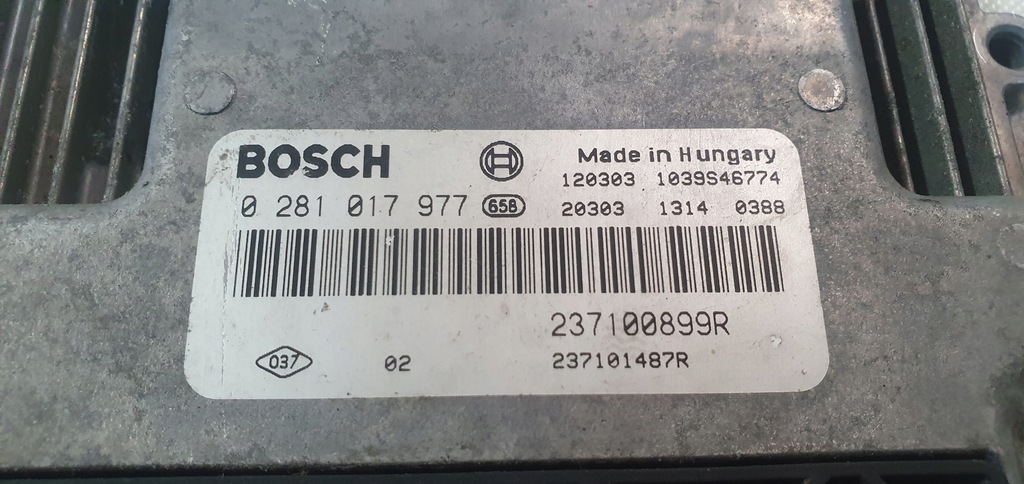 BOSCH
Made in Hungary
120303 1039S46774
0 281 017 977 658 20303 1314 0388
237100899R
037 02 237101487R